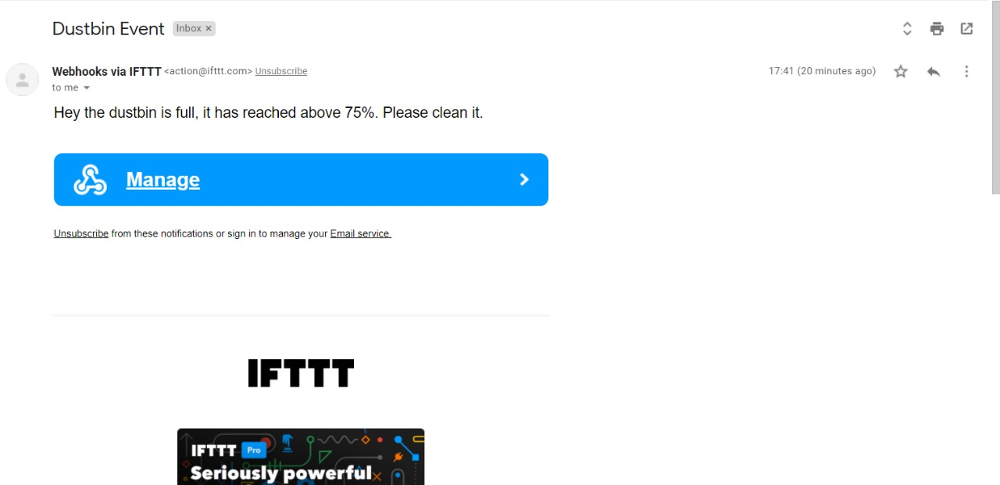 Dustbin Event Inbox ×
Webhooks via IFTTT <action@ifttt.com> Unsubscribe 17:41 (20 minutes ago)
to me
Hey the dustbin is full, it has reached above 75%. Please clean it.
Manage
Unsubscribe from these notifications or sign in to manage your Email service.
IFTTT
IFTTT Pro
Seriously powerful